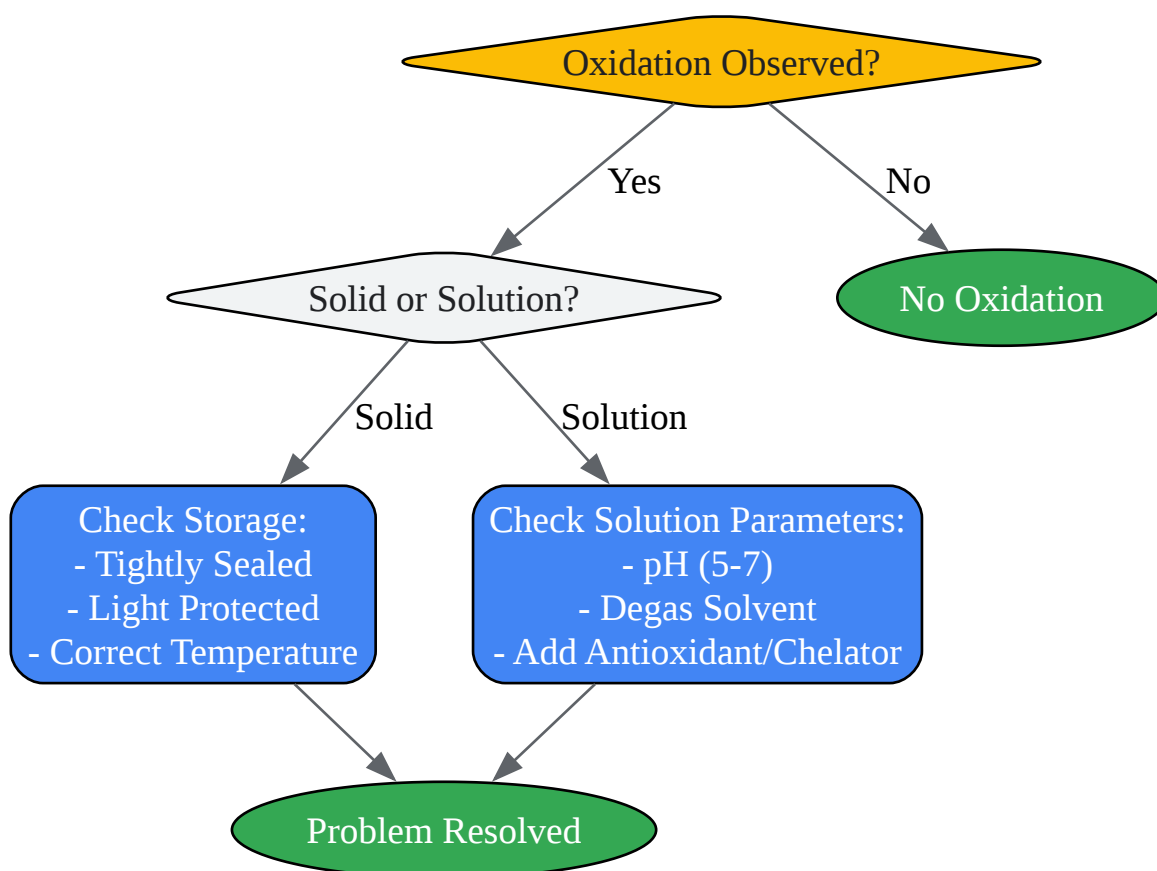 Oxidation Observed?
Yes
No
Solid or Solution?
No Oxidation
Solid
Solution
Check Storage:
- Tightly Sealed
- Light Protected
- Correct Temperature
Check Solution Parameters:
- pH (5-7)
- Degas Solvent
- Add Antioxidant/Chelator
Problem Resolved